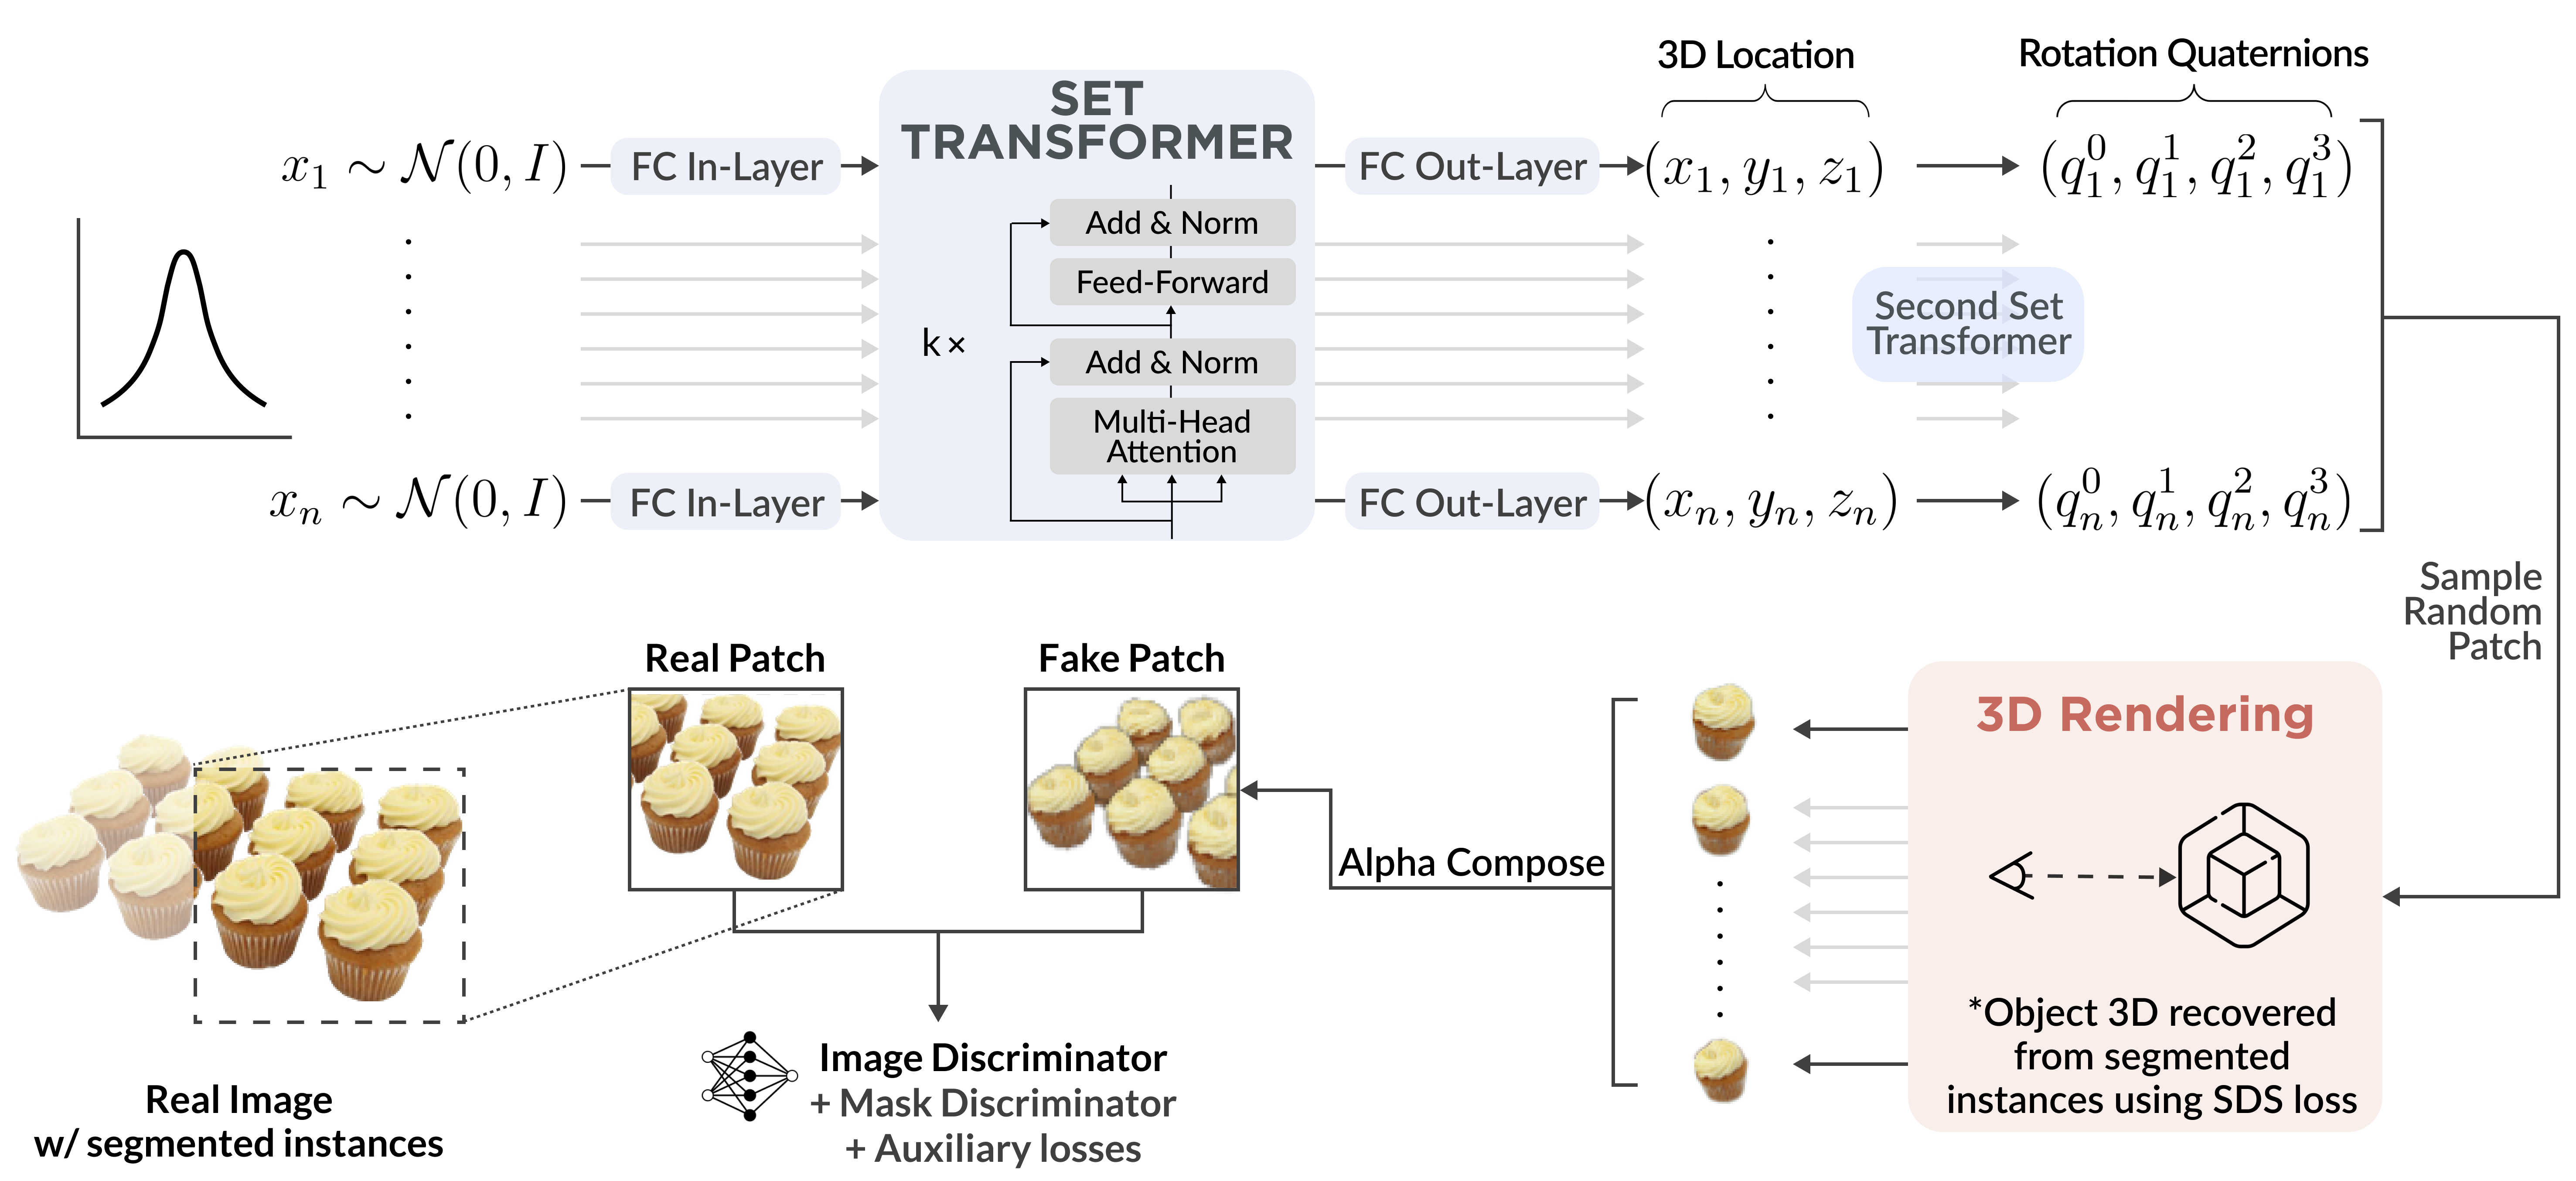 3D Location
Rotation Quaternions
SET
TRANSFORMER
x_1 ∼ 𝒩(0, I)
FC In-Layer
FC Out-Layer
(x_1, y_1, z_1)
(q_1^0, q_1^1, q_1^2, q_1^3)
Add & Norm
Feed-Forward
k ×
Add & Norm
Multi-Head
Attention
Second Set
Transformer
x_n ∼ 𝒩(0, I)
FC In-Layer
FC Out-Layer
(x_n, y_n, z_n)
(q_n^0, q_n^1, q_n^2, q_n^3)
Sample
Random
Patch
Real Patch
Fake Patch
3D Rendering
Alpha Compose
*Object 3D recovered
from segmented
instances using SDS loss
Image Discriminator
+ Mask Discriminator
+ Auxiliary losses
Real Image
w/ segmented instances